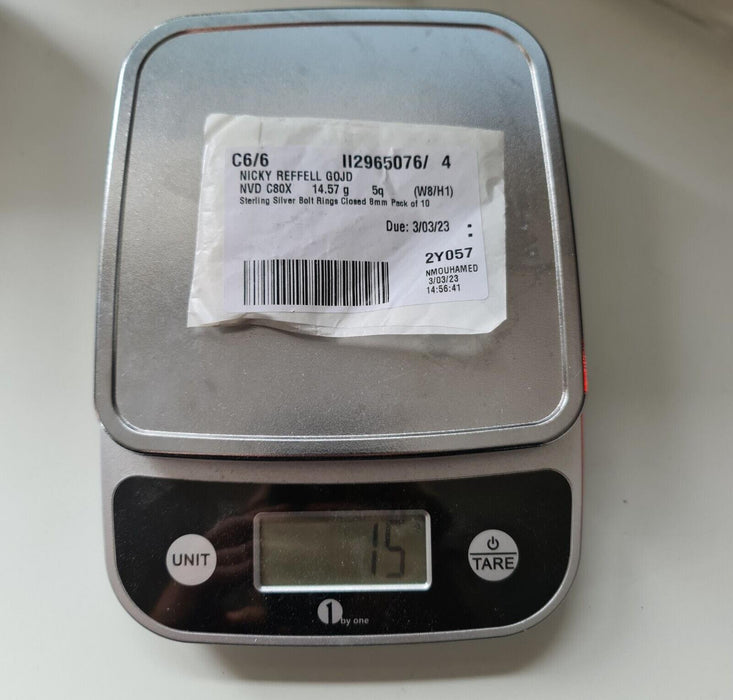 C6/6 II2965076/ 4
NICKY REFFELL GOJD
NVD C80X 14.57 g 5q (W8/H1)
Sterling Silver Bolt Rings Closed 8mm Pack of 10
Due: 3/03/23 :
2Y057
NMOUHAMED
3/03/23
14:56:41
15
UNIT
TARE
1 by one